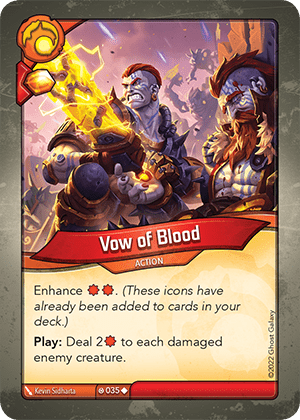 Vow of Blood
ACTION
Enhance . (These icons have
already been added to cards in your
deck.)
Play: Deal 2 to each damaged
enemy creature.
Kevin Sidharta
035
©2022 Ghost Galaxy